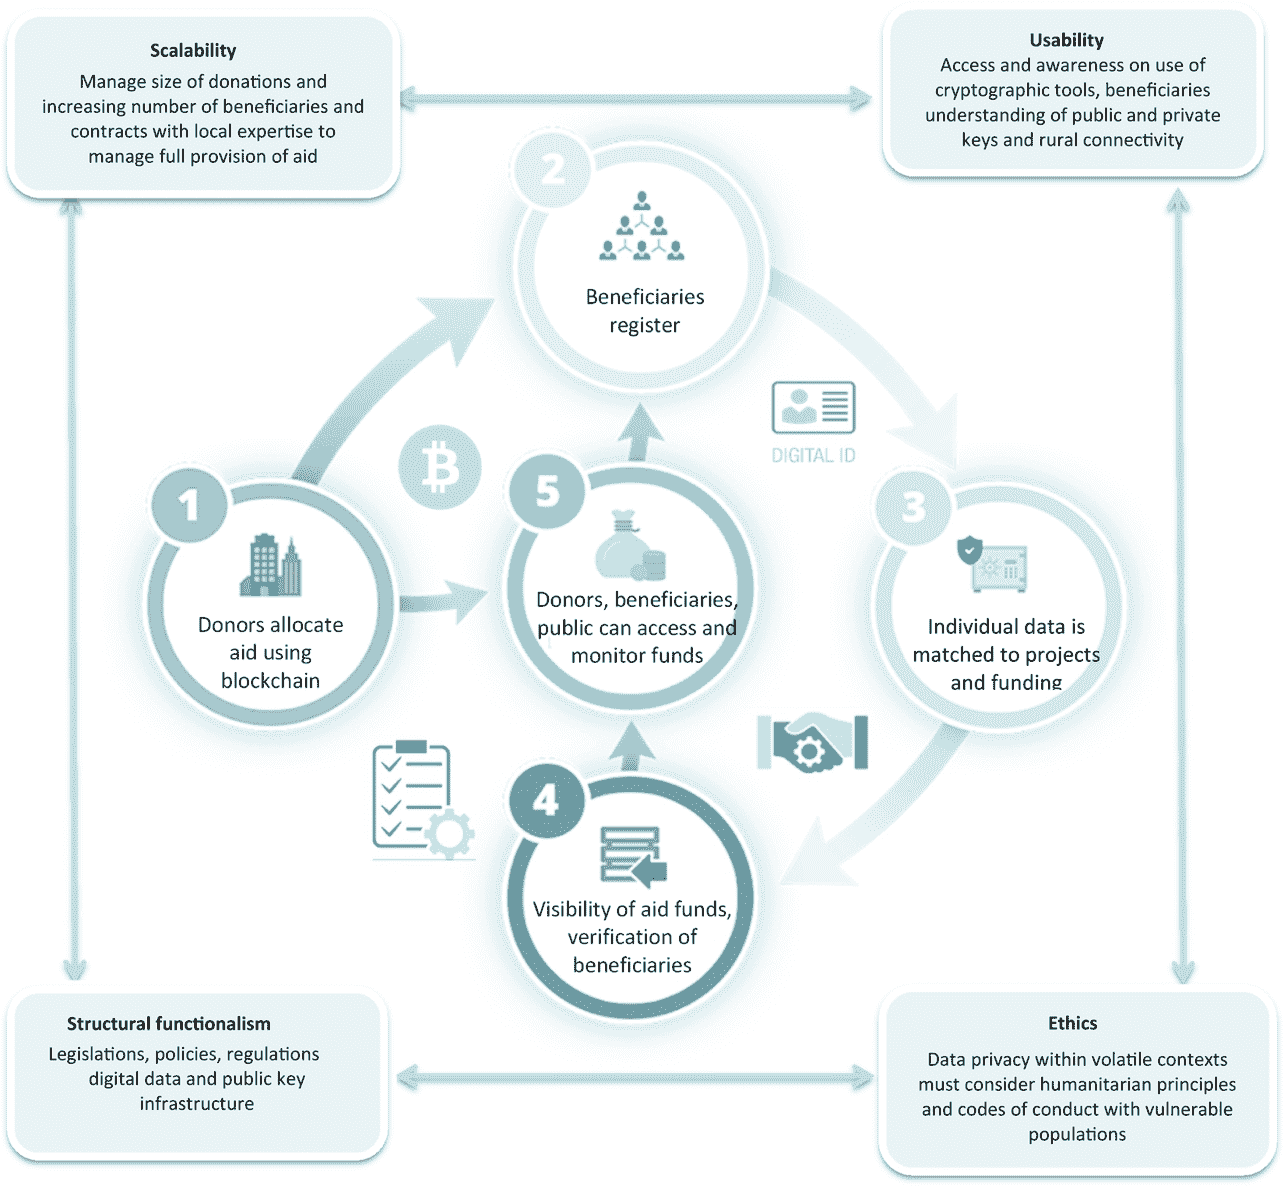 Scalability
Manage size of donations and
increasing number of beneficiaries and
contracts with local expertise to
manage full provision of aid
Usability
Access and awareness on use of
cryptographic tools, beneficiaries
understanding of public and private
keys and rural connectivity
2
Beneficiaries
register
DIGITAL ID
1
Donors allocate
aid using
blockchain
5
Donors, beneficiaries,
public can access and
monitor funds
3
Individual data is
matched to projects
and funding
4
Visibility of aid funds,
verification of
beneficiaries
Structural functionalism
Legislations, policies, regulations
digital data and public key
infrastructure
Ethics
Data privacy within volatile contexts
must consider humanitarian principles
and codes of conduct with vulnerable
populations